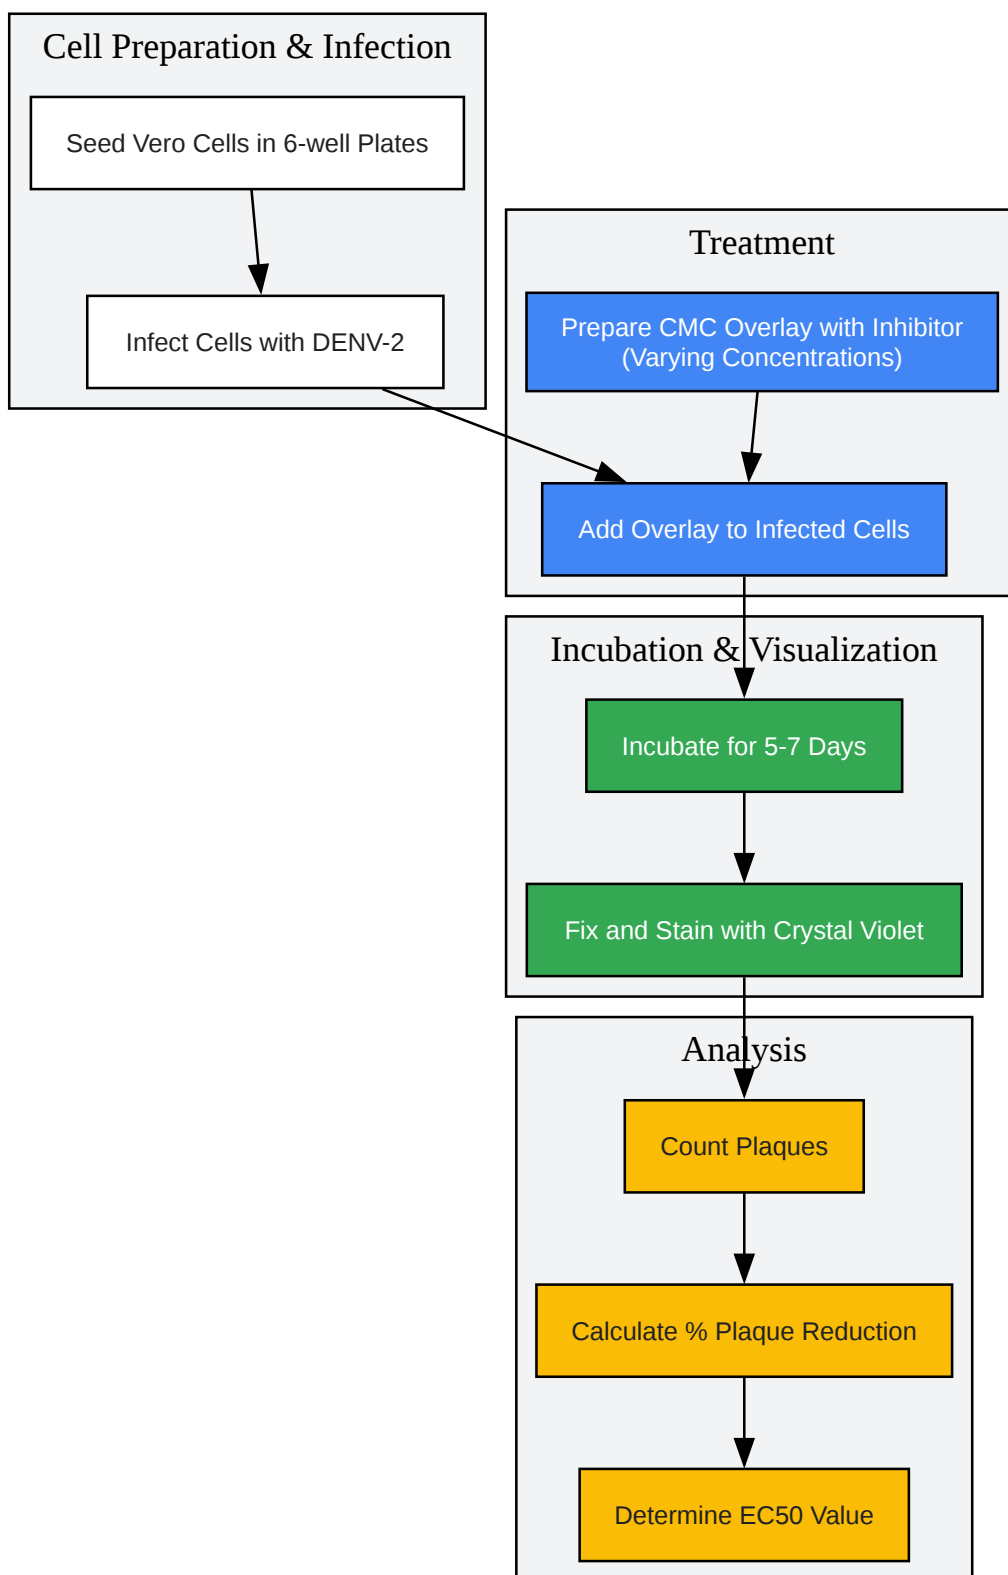 Cell Preparation & Infection
Seed Vero Cells in 6-well Plates
Infect Cells with DENV-2
Treatment
Prepare CMC Overlay with Inhibitor
(Varying Concentrations)
Add Overlay to Infected Cells
Incubation & Visualization
Incubate for 5-7 Days
Fix and Stain with Crystal Violet
Analysis
Count Plaques
Calculate % Plaque Reduction
Determine EC50 Value